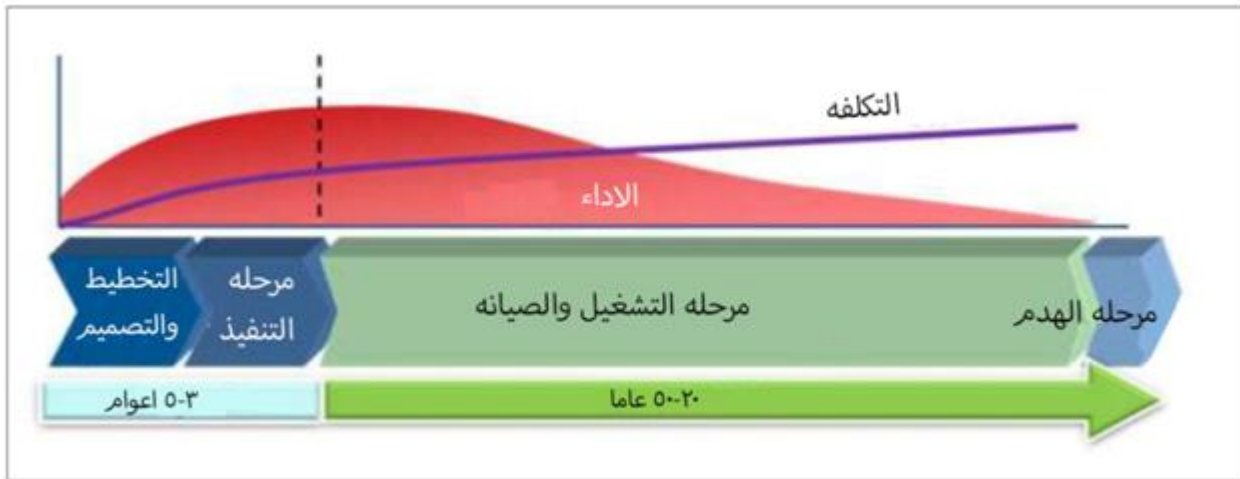 التكلفه
الاداء
التخطيط
والتصميم
مرحله
التنفيذ
مرحله التشغيل والصيانه
مرحله الهدم
٣-٥ اعوام
٢٠-٥٠ عاما